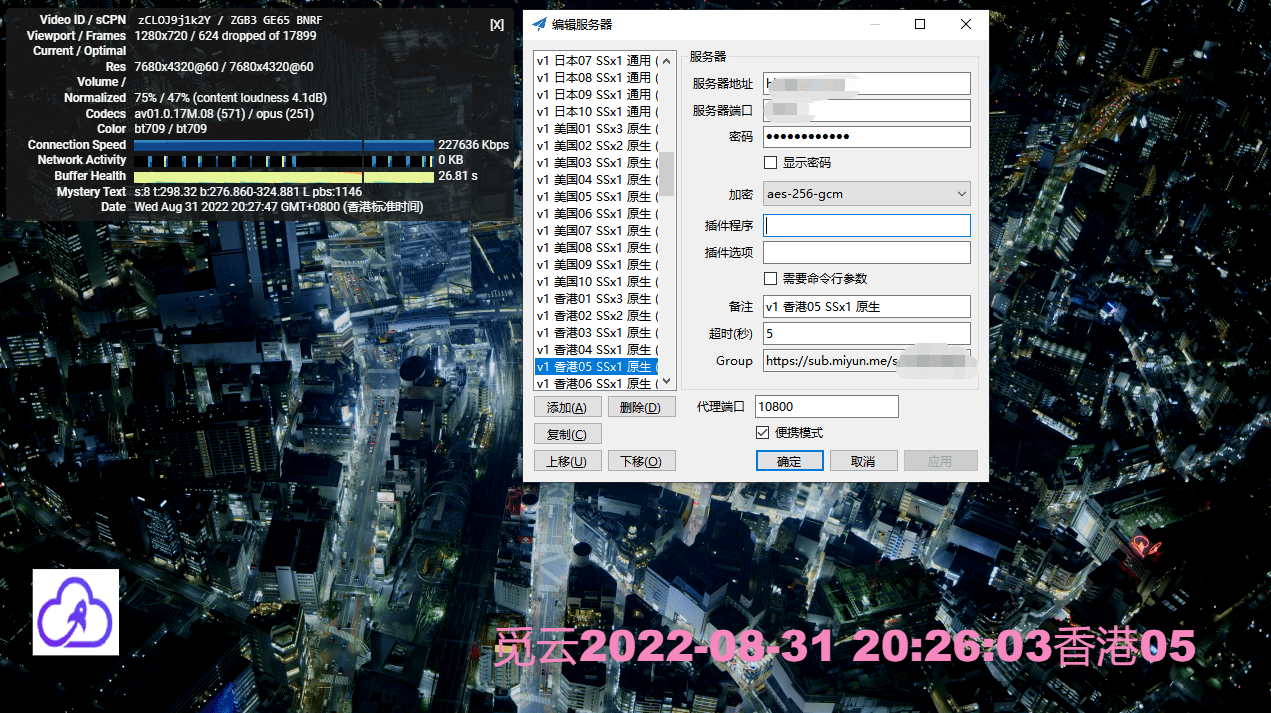 Video ID / sCPN zCLOJ9j1k2Y / ZGB3 GE65 BNRF [X]
Viewport / Frames 1280x720 / 624 dropped of 17899
Current / Optimal
Res 7680x4320@60 / 7680x4320@60
Volume /
Normalized 75% / 47% (content loudness 4.1dB)
Codecs av01.0.17M.08 (571) / opus (251)
Color bt709 / bt709
Connection Speed 227636 Kbps
Network Activity 0 KB
Buffer Health 26.81 s
Mystery Text s:8 t:298.32 b:276.860-324.881 L pbs:1146
Date Wed Aug 31 2022 20:27:47 GMT+0800 (香港标准时间)
编辑服务器
v1 日本07 SSx1 通用 (
v1 日本08 SSx1 通用 (
v1 日本09 SSx1 通用 (
v1 日本10 SSx1 通用 (
v1 美国01 SSx3 原生 (
v1 美国02 SSx2 原生 (
v1 美国03 SSx1 原生 (
v1 美国04 SSx1 原生 (
v1 美国05 SSx1 原生 (
v1 美国06 SSx1 原生 (
v1 美国07 SSx1 原生 (
v1 美国08 SSx1 原生 (
v1 美国09 SSx1 原生 (
v1 美国10 SSx1 原生 (
v1 香港01 SSx3 原生 (
v1 香港02 SSx2 原生 (
v1 香港03 SSx1 原生 (
v1 香港04 SSx1 原生 (
v1 香港05 SSx1 原生 (
v1 香港06 SSx1 原生 (
添加(A) 删除(D)
复制(C)
上移(U) 下移(O)
服务器
服务器地址
服务器端口
密码 ●●●●●●●●●●●●
显示密码
加密 aes-256-gcm
插件程序
插件选项
需要命令行参数
备注 v1 香港05 SSx1 原生
超时(秒) 5
Group https://sub.miyun.me/s
代理端口 10800
便携模式
确定 取消 应用
觅云2022-08-31 20:26:03香港05